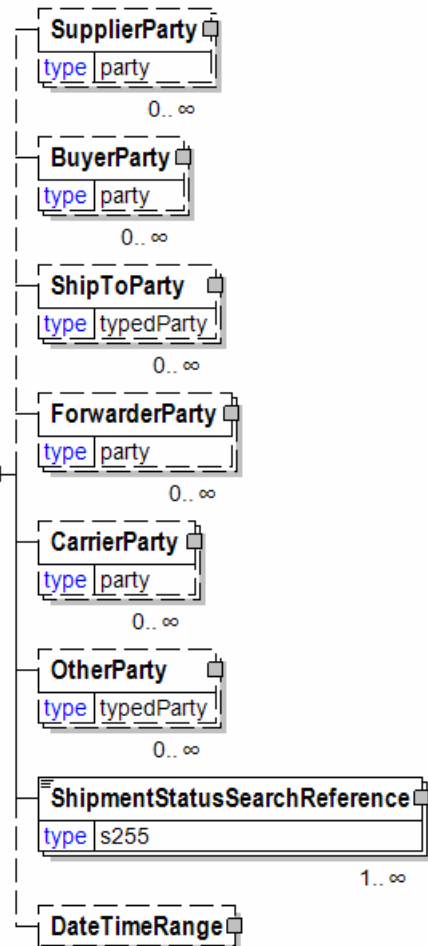 SupplierParty
type party
0.. ∞
BuyerParty
type party
0.. ∞
ShipToParty
type typedParty
0.. ∞
ForwarderParty
type party
0.. ∞
CarrierParty
type party
0.. ∞
OtherParty
type typedParty
0.. ∞
ShipmentStatusSearchReference
type s255
1.. ∞
DateTimeRange